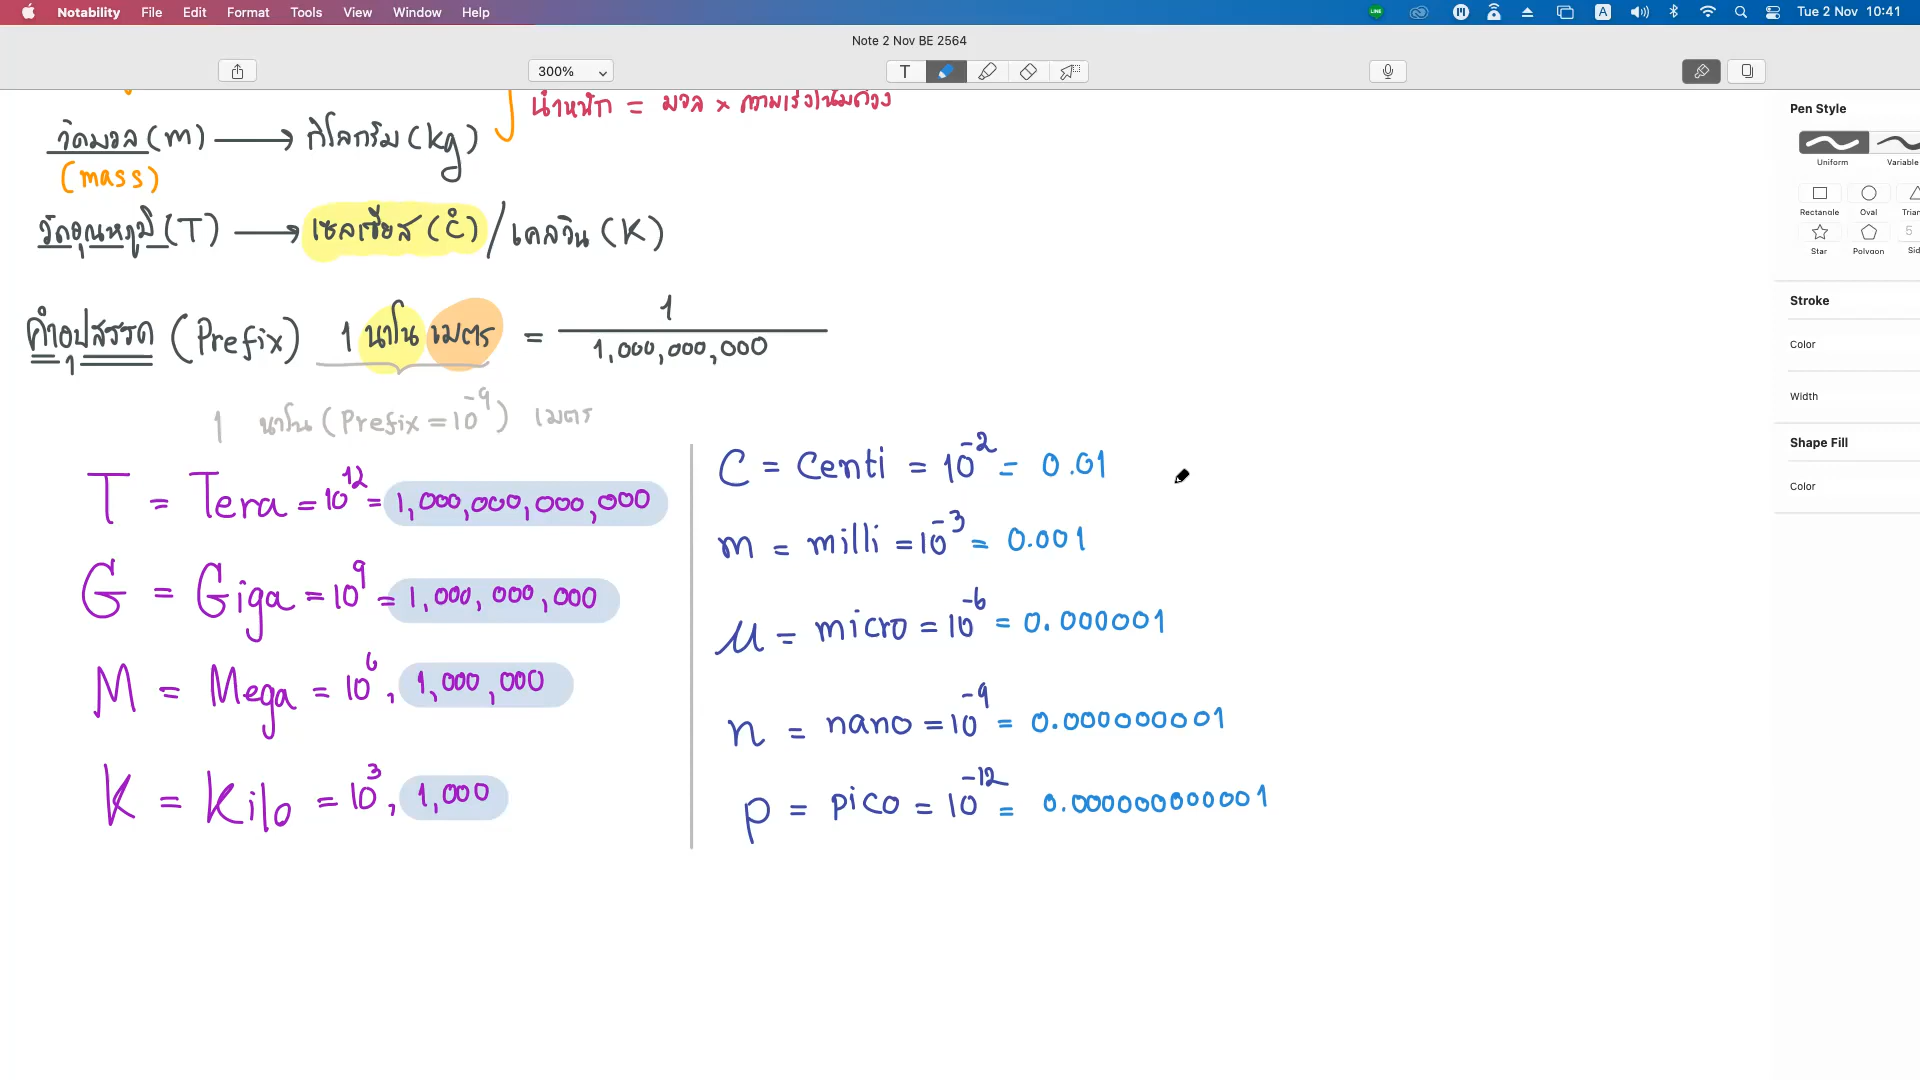 Notability File Edit Format Tools View Window Help
LINE A Tue 2 Nov 10:41
Note 2 Nov BE 2564
300% T
น้ำหนัก = มวล × ความเร่งโน้มถ่วง
วัดมวล (m) ⟶ กิโลกรัม (kg)
(mass)
วัดอุณหภูมิ (T) ⟶ เซลเซียส (C̊) / เคลวิน (K)
คำอุปสรรค (Prefix) 1 นาโนเมตร = 1 / 1,000,000,000
1 นาโน (Prefix = 10⁻⁹) เมตร
T = Tera = 10¹² = 1,000,000,000,000
G = Giga = 10⁹ = 1,000,000,000
M = Mega = 10⁶, 1,000,000
K = Kilo = 10³, 1,000
C = Centi = 10⁻² = 0.01
m = milli = 10⁻³ = 0.001
μ = micro = 10⁻⁶ = 0.000001
n = nano = 10⁻⁹ = 0.000000001
p = pico = 10⁻¹² = 0.000000000001
Pen Style
Uniform Variable
Rectangle Oval Trian
5
Star Polygon Sid
Stroke
Color
Width
Shape Fill
Color